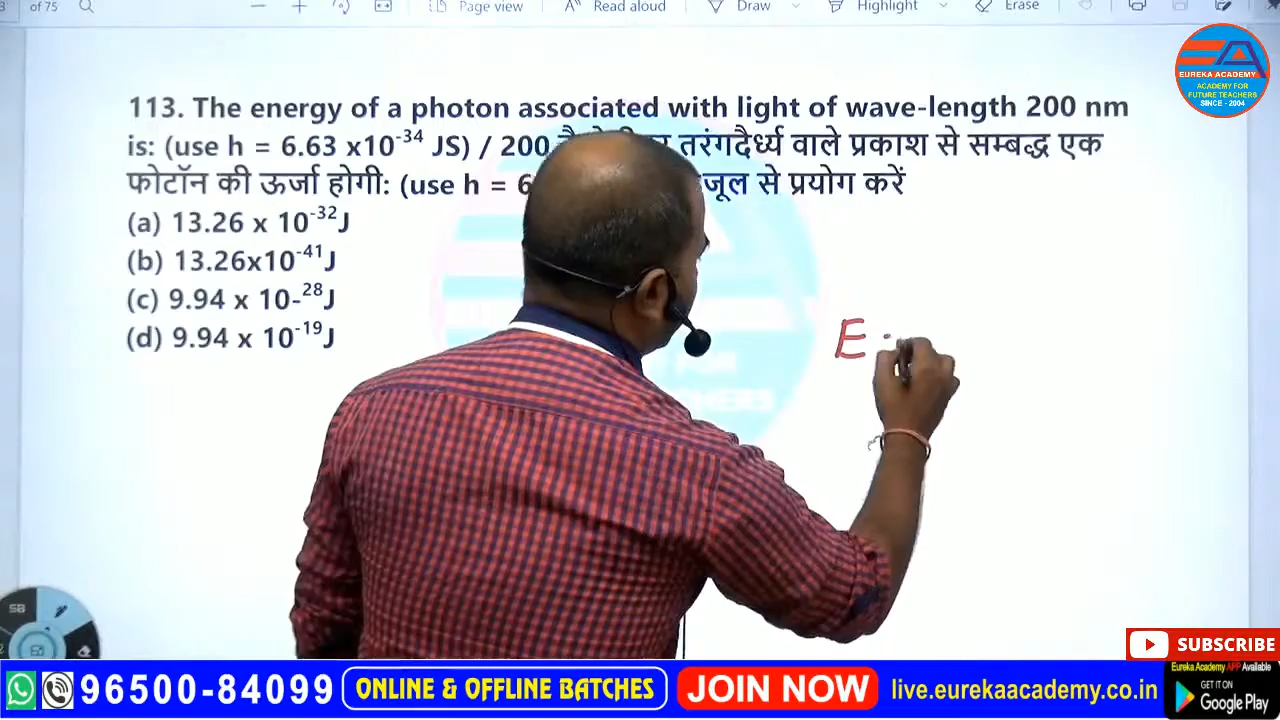 of 75
Page view
Read aloud
Draw
Highlight
Erase
EUREKA ACADEMY
ACADEMY FOR
FUTURE TEACHERS
SINCE - 2004
113. The energy of a photon associated with light of wave-length 200 nm
is: (use h = 6.63 x10⁻³⁴ JS) / 200 तरंगदैर्ध्य वाले प्रकाश से सम्बद्ध एक
फोटॉन की ऊर्जा होगी: (use h = 6 जूल से प्रयोग करें
(a) 13.26 x 10⁻³²J
(b) 13.26x10⁻⁴¹J
(c) 9.94 x 10-²⁸J
(d) 9.94 x 10⁻¹⁹J
E
SB
SUBSCRIBE
96500-84099
ONLINE & OFFLINE BATCHES
JOIN NOW
live.eurekaacademy.co.in
Eureka Academy APP Available
GET IT ON
Google Play